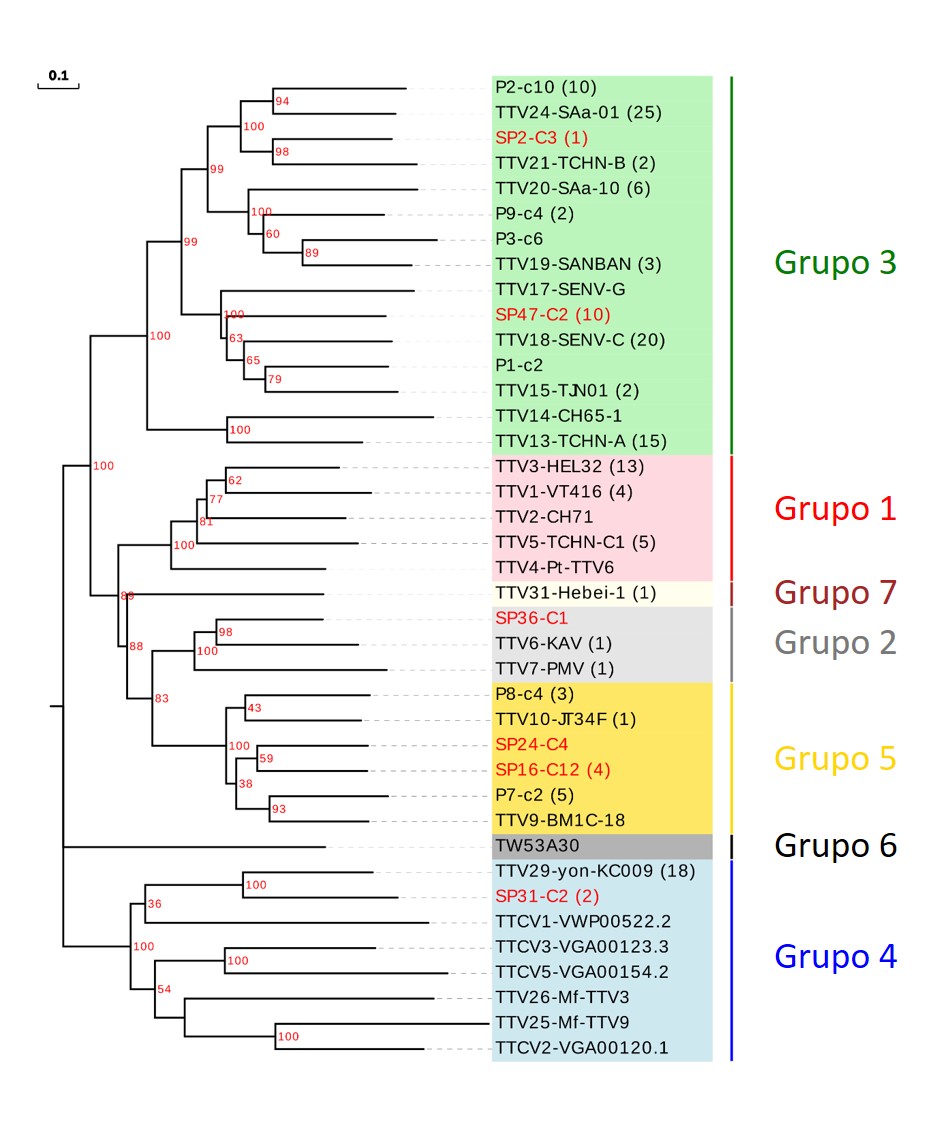 0.1
P2-c10 (10)
94
TTV24-SAa-01 (25)
100
SP2-C3 (1)
98
TTV21-TCHN-B (2)
99
TTV20-SAa-10 (6)
100
P9-c4 (2)
60
P3-c6
99
89
TTV19-SANBAN (3)
Grupo 3
TTV17-SENV-G
100
SP47-C2 (10)
63
100
TTV18-SENV-C (20)
65
P1-c2
79
TTV15-TJN01 (2)
TTV14-CH65-1
100
TTV13-TCHN-A (15)
100
TTV3-HEL32 (13)
62
TTV1-VT416 (4)
77
Grupo 1
TTV2-CH71
81
TTV5-TCHN-C1 (5)
100
TTV4-Pt-TTV6
89
TTV31-Hebei-1 (1)
Grupo 7
SP36-C1
98
TTV6-KAV (1)
Grupo 2
88
100
TTV7-PMV (1)
83
P8-c4 (3)
43
TTV10-JT34F (1)
100
SP24-C4
59
Grupo 5
SP16-C12 (4)
38
P7-c2 (5)
93
TTV9-BM1C-18
TW53A30
Grupo 6
TTV29-yon-KC009 (18)
100
SP31-C2 (2)
36
TTCV1-VWP00522.2
100
TTCV3-VGA00123.3
100
Grupo 4
TTCV5-VGA00154.2
54
TTV26-Mf-TTV3
TTV25-Mf-TTV9
100
TTCV2-VGA00120.1